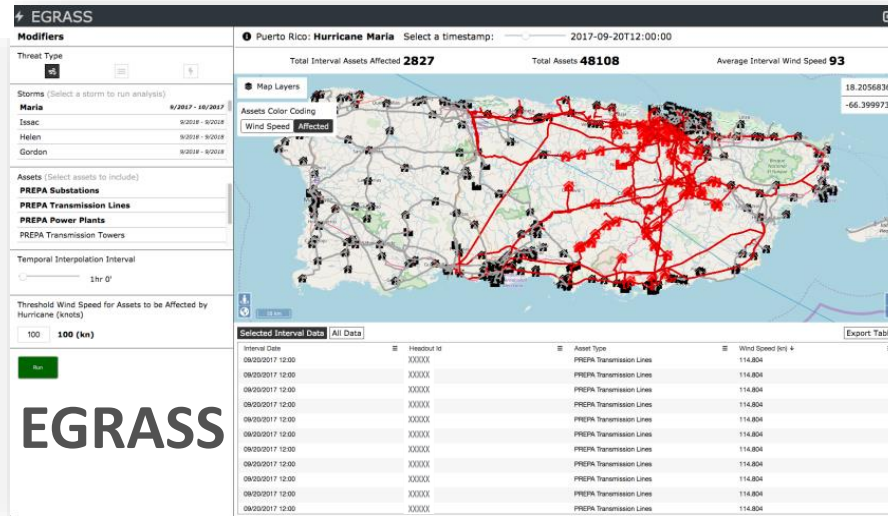 EGRASS
Modifiers
Threat Type
Storms (Select a storm to run analysis)
Maria 9/2017 - 10/2017
Issac 9/2018 - 9/2018
Helen 9/2018 - 9/2018
Gordon 9/2018 - 9/2018
Assets (Select assets to include)
PREPA Substations
PREPA Transmission Lines
PREPA Power Plants
PREPA Transmission Towers
Temporal Interpolation Interval
1hr 0'
Threshold Wind Speed for Assets to be Affected by
Hurricane (knots)
100 100 (kn)
Run
EGRASS
Puerto Rico: Hurricane Maria Select a timestamp: 2017-09-20T12:00:00
Total Interval Assets Affected 2827 Total Assets 48108 Average Interval Wind Speed 93
Map Layers
18.2056836
-66.399973
Assets Color Coding
Wind Speed Affected
10 km
Selected Interval Data All Data Export Tabl
Interval Date Headout Id Asset Type Wind Speed (kn)
09/20/2017 12:00 XXXXX PREPA Transmission Lines 114.804
09/20/2017 12:00 XXXXX PREPA Transmission Lines 114.804
09/20/2017 12:00 XXXXX PREPA Transmission Lines 114.804
09/20/2017 12:00 XXXXX PREPA Transmission Lines 114.804
09/20/2017 12:00 XXXXX PREPA Transmission Lines 114.804
09/20/2017 12:00 XXXXX PREPA Transmission Lines 114.804
09/20/2017 12:00 XXXXX PREPA Transmission Lines 114.804
09/20/2017 12:00 XXXXX PREPA Transmission Lines 114.804
09/20/2017 12:00 XXXXX PREPA Transmission Lines 114.804
09/20/2017 12:00 XXXXX PREPA Transmission Lines 114.804
09/20/2017 12:00 XXXXX PREPA Transmission Lines 114.804